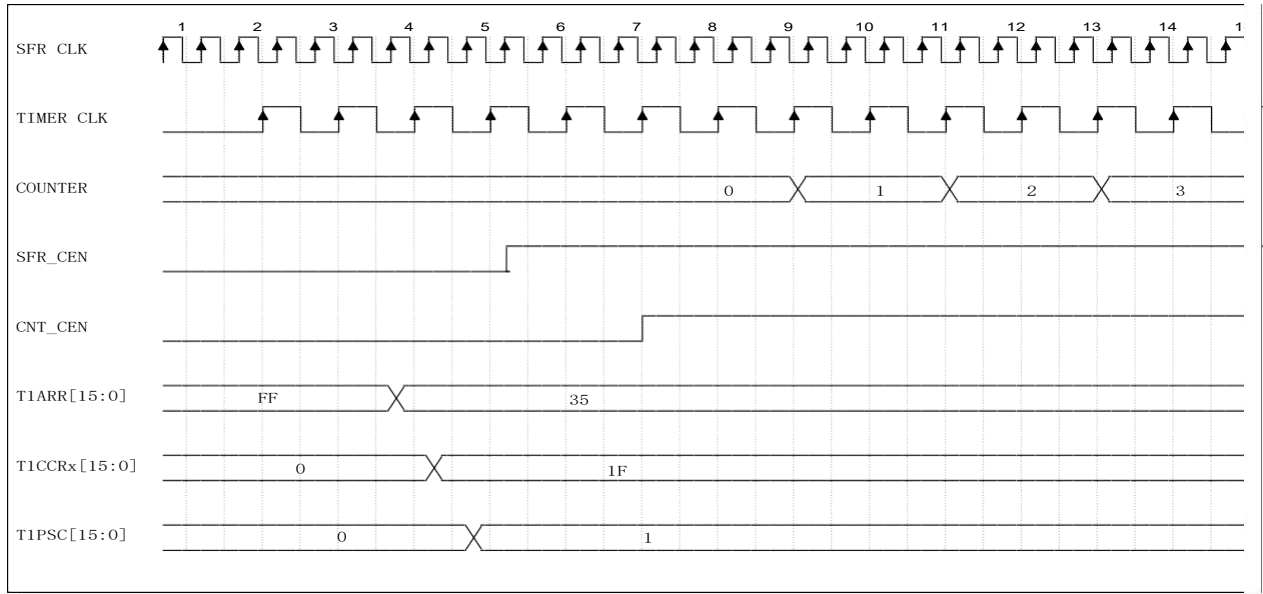 1 2 3 4 5 6 7 8 9 10 11 12 13 14 1
SFR CLK
TIMER CLK
COUNTER 0 1 2 3
SFR_CEN
CNT_CEN
T1ARR[15:0] FF 35
T1CCRx[15:0] 0 1F
T1PSC[15:0] 0 1